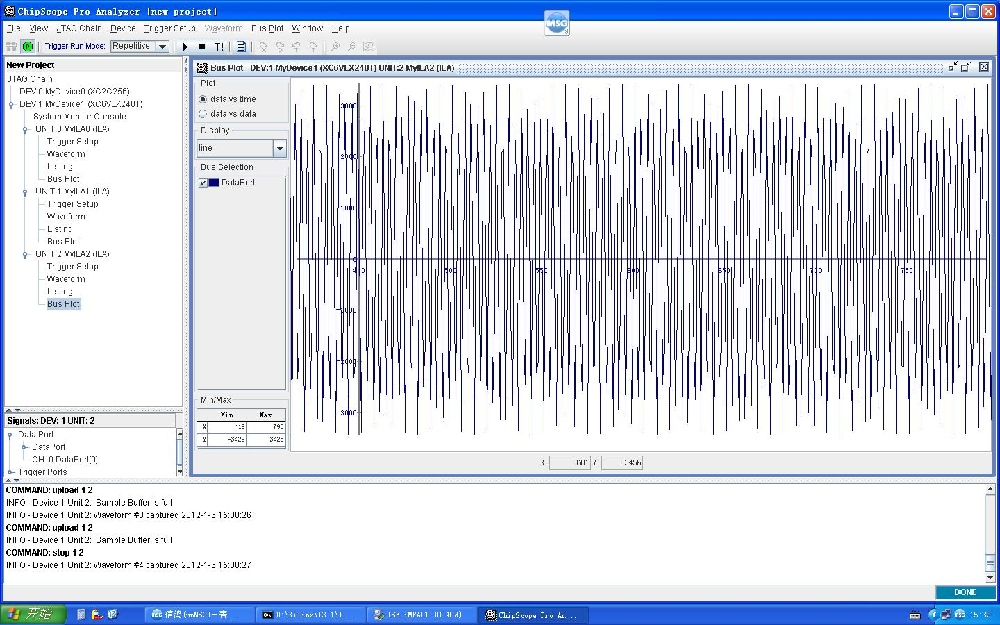 ChipScope Pro Analyzer [new project]
File View JTAG Chain Device Trigger Setup Waveform Bus Plot Window Help
MSG
Trigger Run Mode: Repetitive T!
New Project
JTAG Chain
DEV:0 MyDevice0 (XC2C256)
DEV:1 MyDevice1 (XC6VLX240T)
System Monitor Console
UNIT:0 MyILA0 (ILA)
Trigger Setup
Waveform
Listing
Bus Plot
UNIT:1 MyILA1 (ILA)
Trigger Setup
Waveform
Listing
Bus Plot
UNIT:2 MyILA2 (ILA)
Trigger Setup
Waveform
Listing
Bus Plot
Signals: DEV: 1 UNIT: 2
Data Port
DataPort
CH: 0 DataPort[0]
Trigger Ports
Bus Plot - DEV:1 MyDevice1 (XC6VLX240T) UNIT:2 MyILA2 (ILA)
Plot
data vs time
data vs data
Display
line
Bus Selection
DataPort
Min/Max
Min Max
X 416 793
Y -3429 3423
3000
2000
1000
0
450 500 550 600 650 700 750
-1000
-2000
-3000
X: 601 Y: -3456
COMMAND: upload 1 2
INFO - Device 1 Unit 2: Sample Buffer is full
INFO - Device 1 Unit 2: Waveform #3 captured 2012-1-6 15:38:26
COMMAND: upload 1 2
INFO - Device 1 Unit 2: Sample Buffer is full
COMMAND: stop 1 2
INFO - Device 1 Unit 2: Waveform #4 captured 2012-1-6 15:38:27
DONE
开始 信鸽(unMSG)－青... D:\Xilinx\13.1\I... ISE iMPACT (0.40d) ChipScope Pro An... 15:39